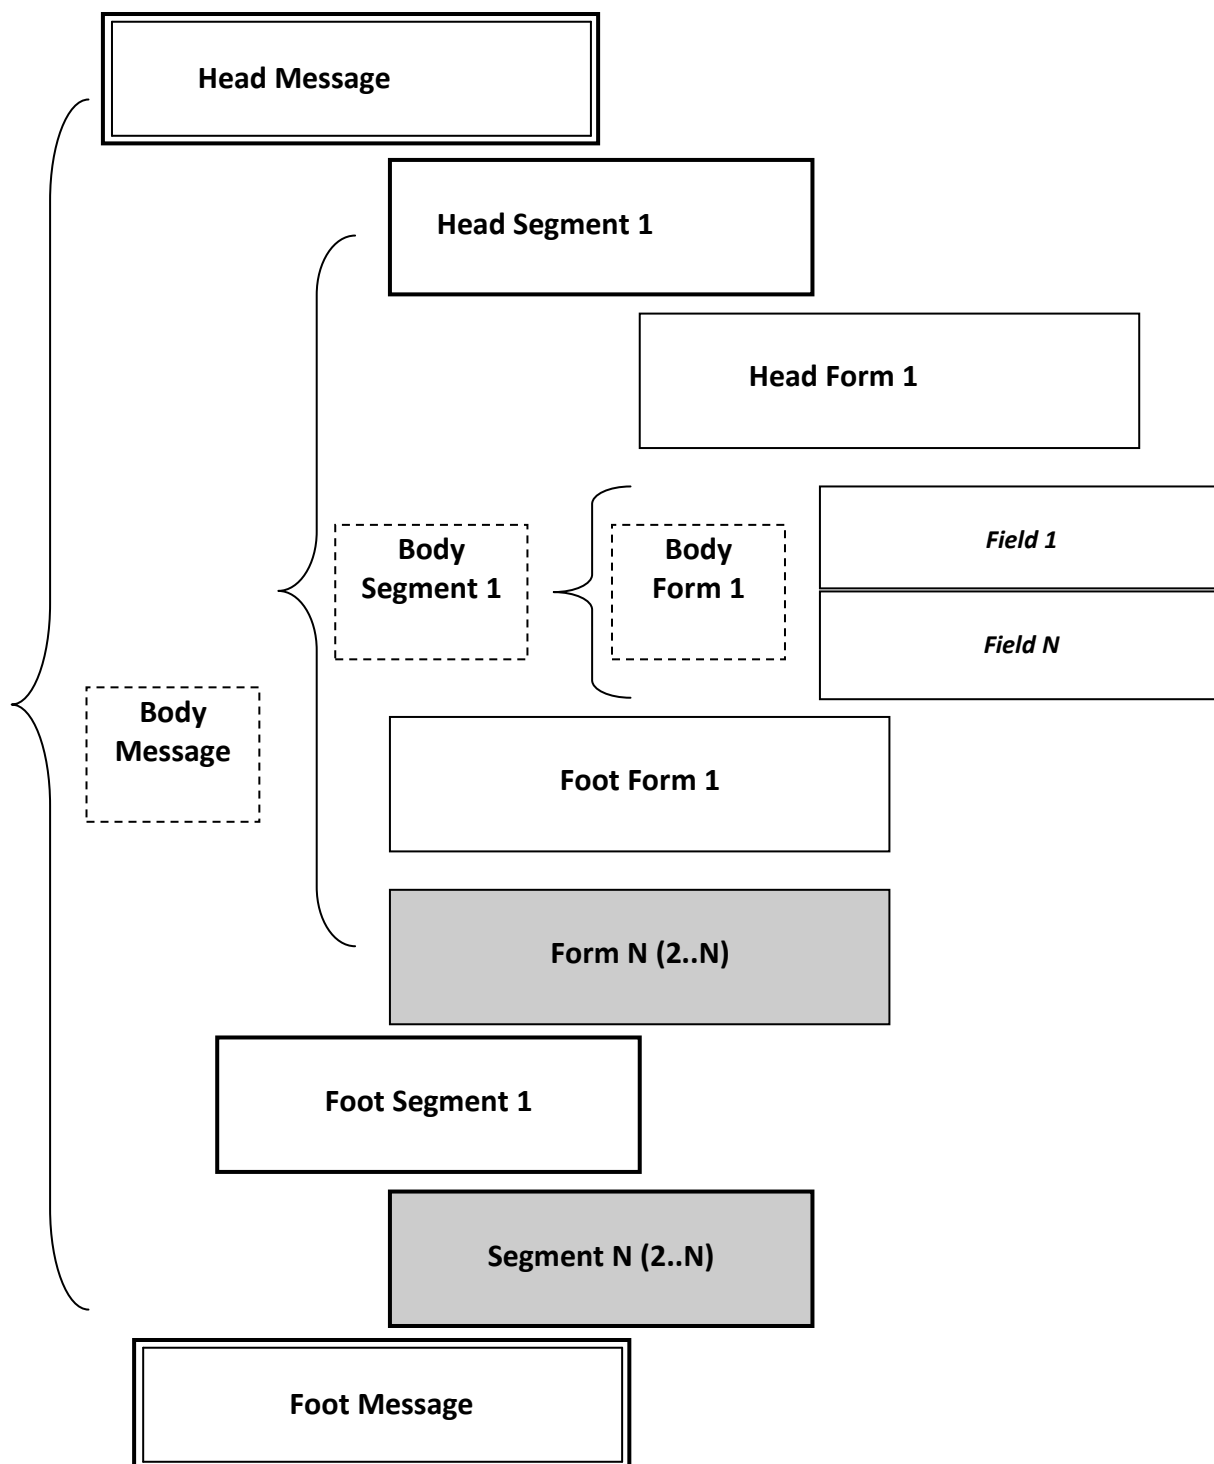 Head Message
Head Segment 1
Head Form 1
Body
Segment 1
Body
Form 1
Field 1
Field N
Body
Message
Foot Form 1
Form N (2..N)
Foot Segment 1
Segment N (2..N)
Foot Message